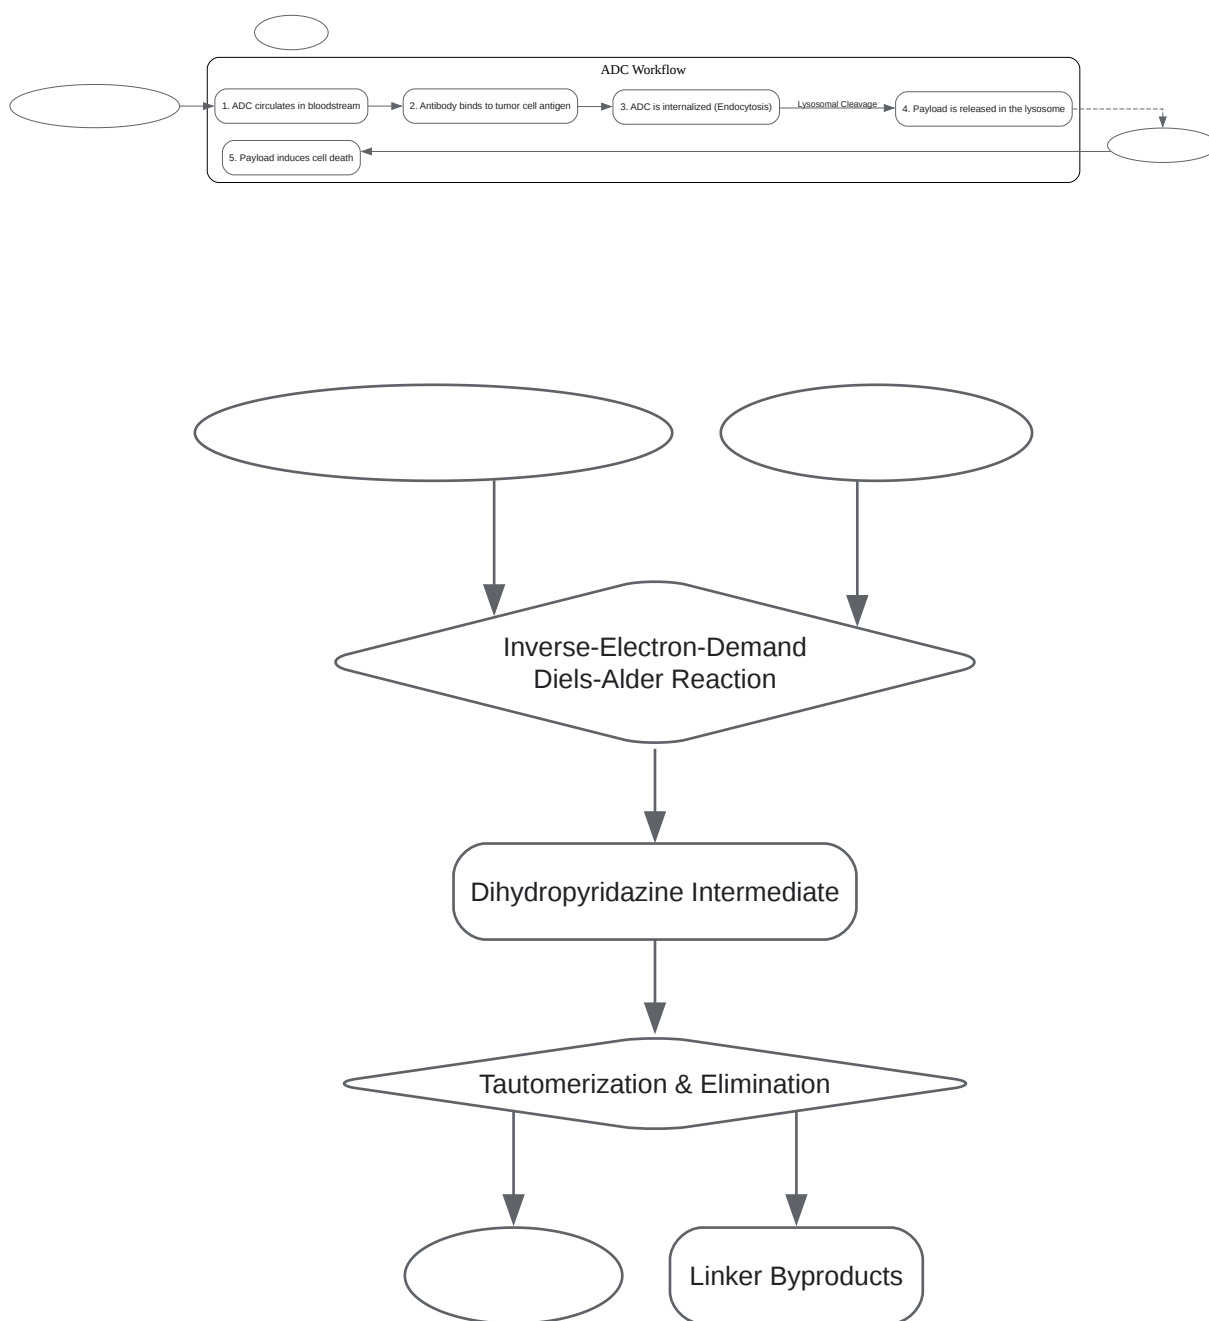 ADC Workflow
1. ADC circulates in bloodstream
2. Antibody binds to tumor cell antigen
3. ADC is internalized (Endocytosis)
Lysosomal Cleavage
4. Payload is released in the lysosome
5. Payload induces cell death
Inverse-Electron-Demand
Diels-Alder Reaction
Dihydropyridazine Intermediate
Tautomerization & Elimination
Linker Byproducts